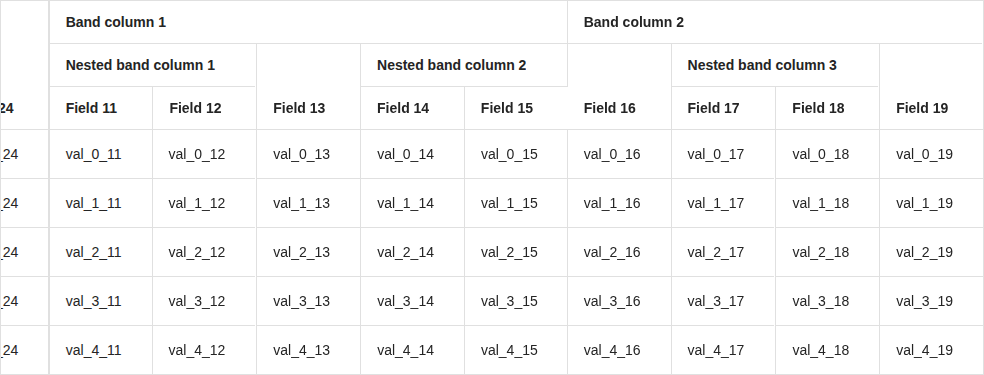 Band column 1 Band column 2
Nested band column 1 Nested band column 2 Nested band column 3
24 Field 11 Field 12 Field 13 Field 14 Field 15 Field 16 Field 17 Field 18 Field 19
_24 val_0_11 val_0_12 val_0_13 val_0_14 val_0_15 val_0_16 val_0_17 val_0_18 val_0_19
_24 val_1_11 val_1_12 val_1_13 val_1_14 val_1_15 val_1_16 val_1_17 val_1_18 val_1_19
_24 val_2_11 val_2_12 val_2_13 val_2_14 val_2_15 val_2_16 val_2_17 val_2_18 val_2_19
_24 val_3_11 val_3_12 val_3_13 val_3_14 val_3_15 val_3_16 val_3_17 val_3_18 val_3_19
_24 val_4_11 val_4_12 val_4_13 val_4_14 val_4_15 val_4_16 val_4_17 val_4_18 val_4_19